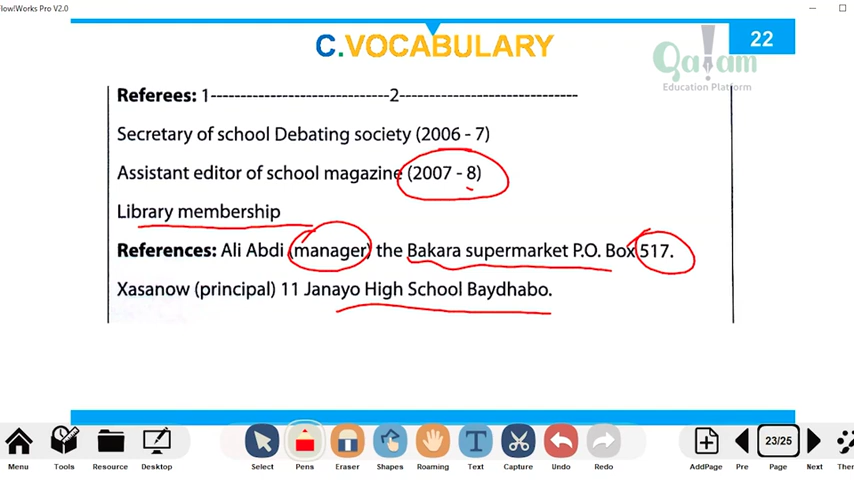 Flow!Works Pro V2.0
C.VOCABULARY
22
Qalam
Education Platform
Referees: 1------------------------------2------------------------------
Secretary of school Debating society (2006 - 7)
Assistant editor of school magazine (2007 - 8)
Library membership
References: Ali Abdi (manager) the Bakara supermarket P.O. Box 517.
Xasanow (principal) 11 Janayo High School Baydhabo.
Menu Tools Resource Desktop Select Pens Eraser Shapes Roaming Text Capture Undo Redo AddPage Pre 23/25 Page Next